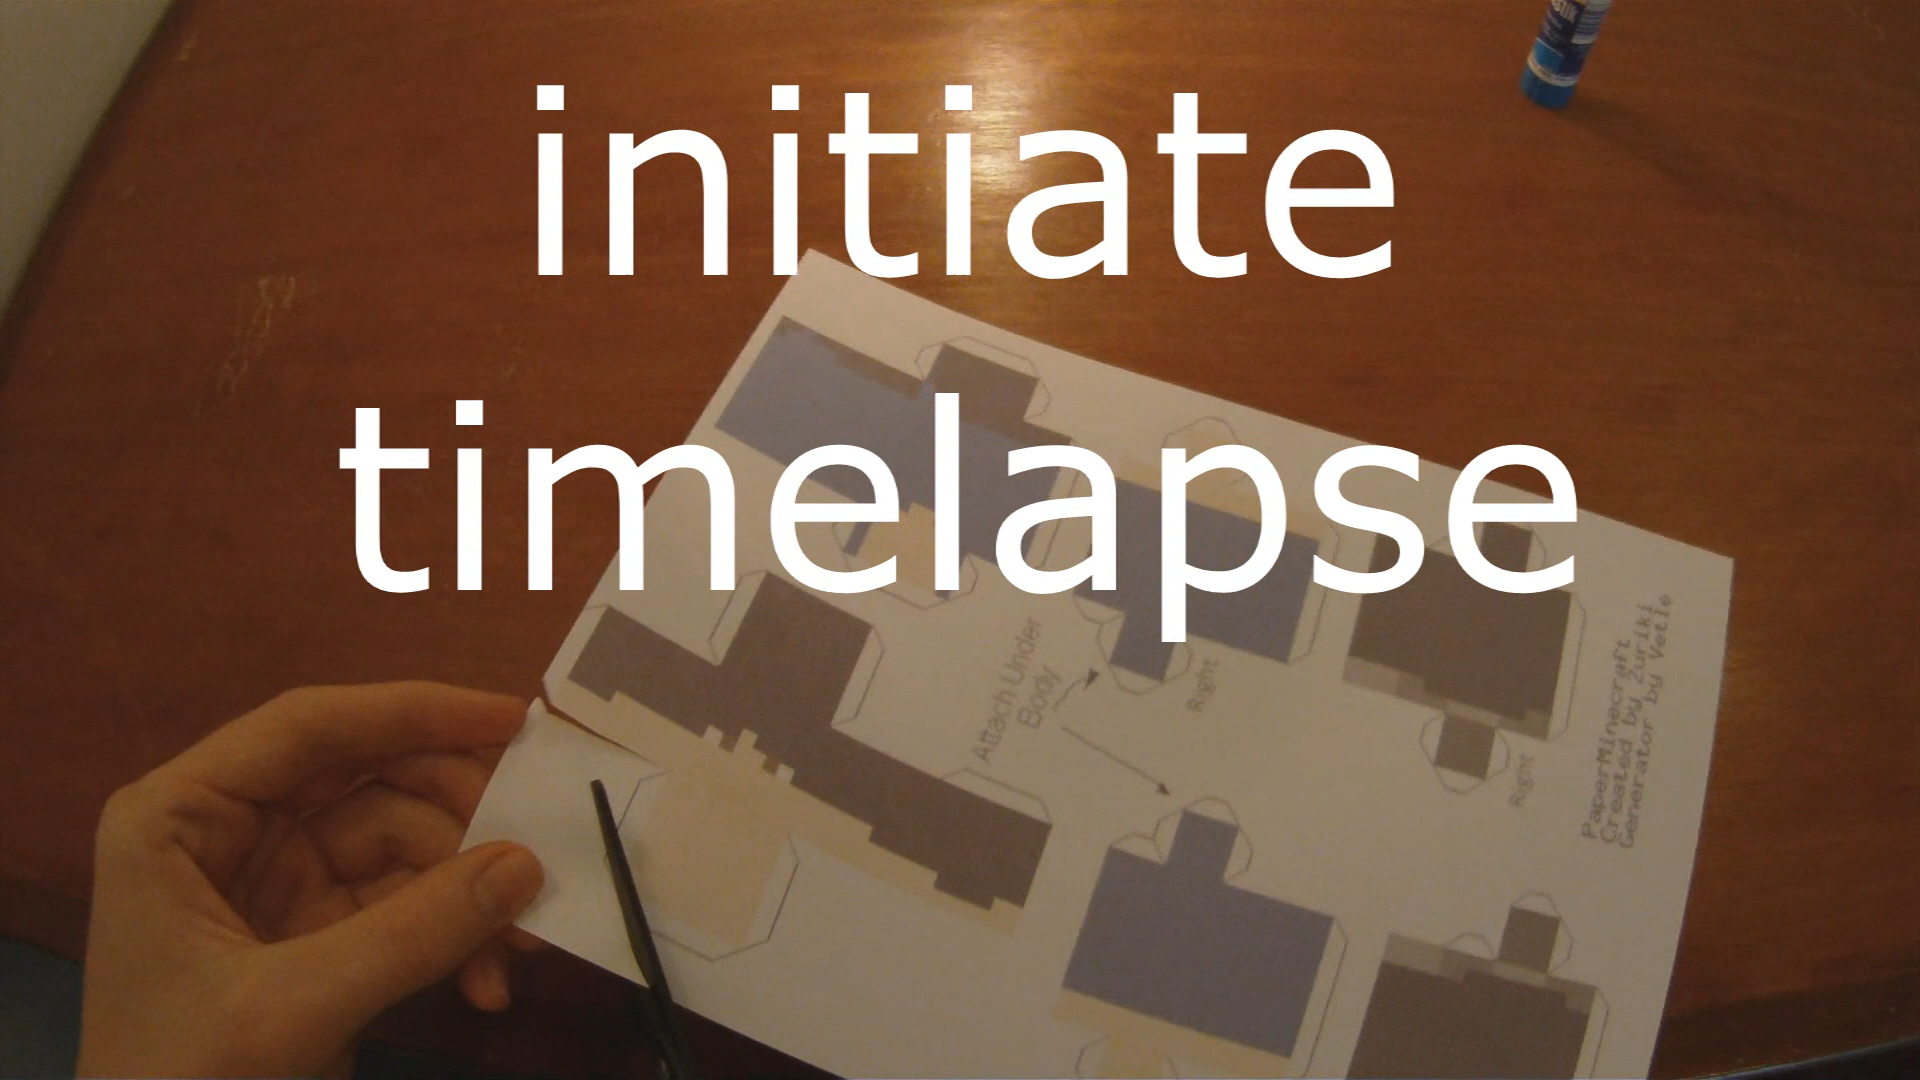 initiate
timelapse
Attach Under
Body
Right
Right
PaperMinecraft
Created by Zuriki
Generator by Vetle